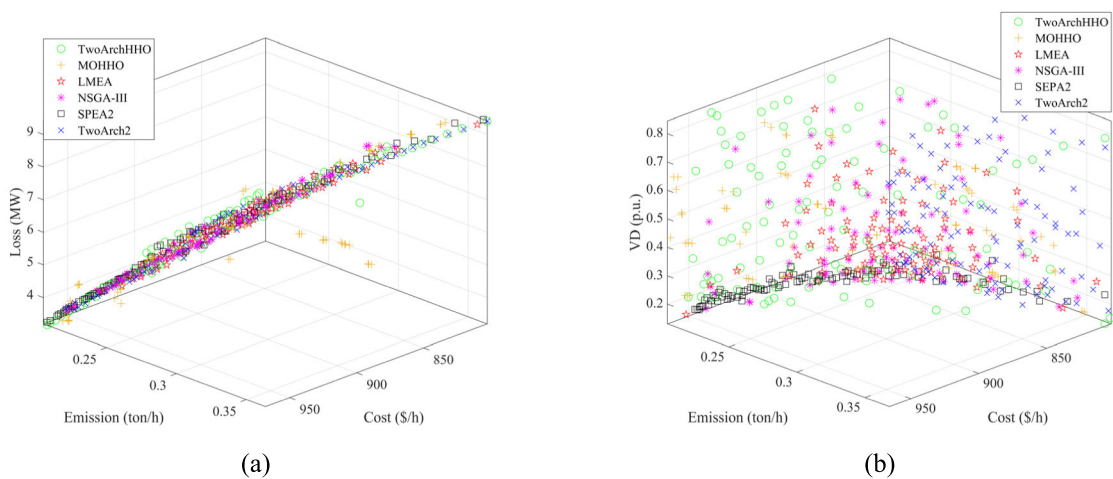 TwoArchHHO
MOHHO
LMEA
NSGA-III
SPEA2
TwoArch2
9
8
7
6
5
4
Loss (MW)
0.25
0.3
0.35
Emission (ton/h)
850
900
950
Cost ($/h)
(a)
TwoArchHHO
MOHHO
LMEA
NSGA-III
SEPA2
TwoArch2
0.8
0.7
0.6
0.5
0.4
0.3
0.2
VD (p.u.)
0.25
0.3
0.35
Emission (ton/h)
850
900
950
Cost ($/h)
(b)